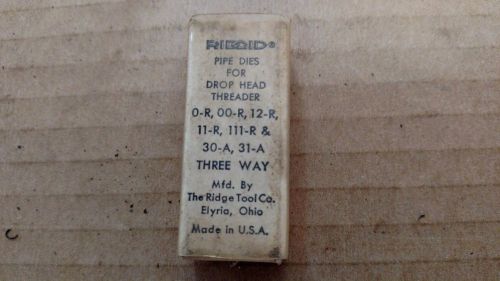 RIDGID®
PIPE DIES
FOR
DROP HEAD
THREADER
0-R, 00-R, 12-R,
11-R, 111-R &
30-A, 31-A
THREE WAY
Mfd. By
The Ridge Tool Co.
Elyria, Ohio
Made in U.S.A.